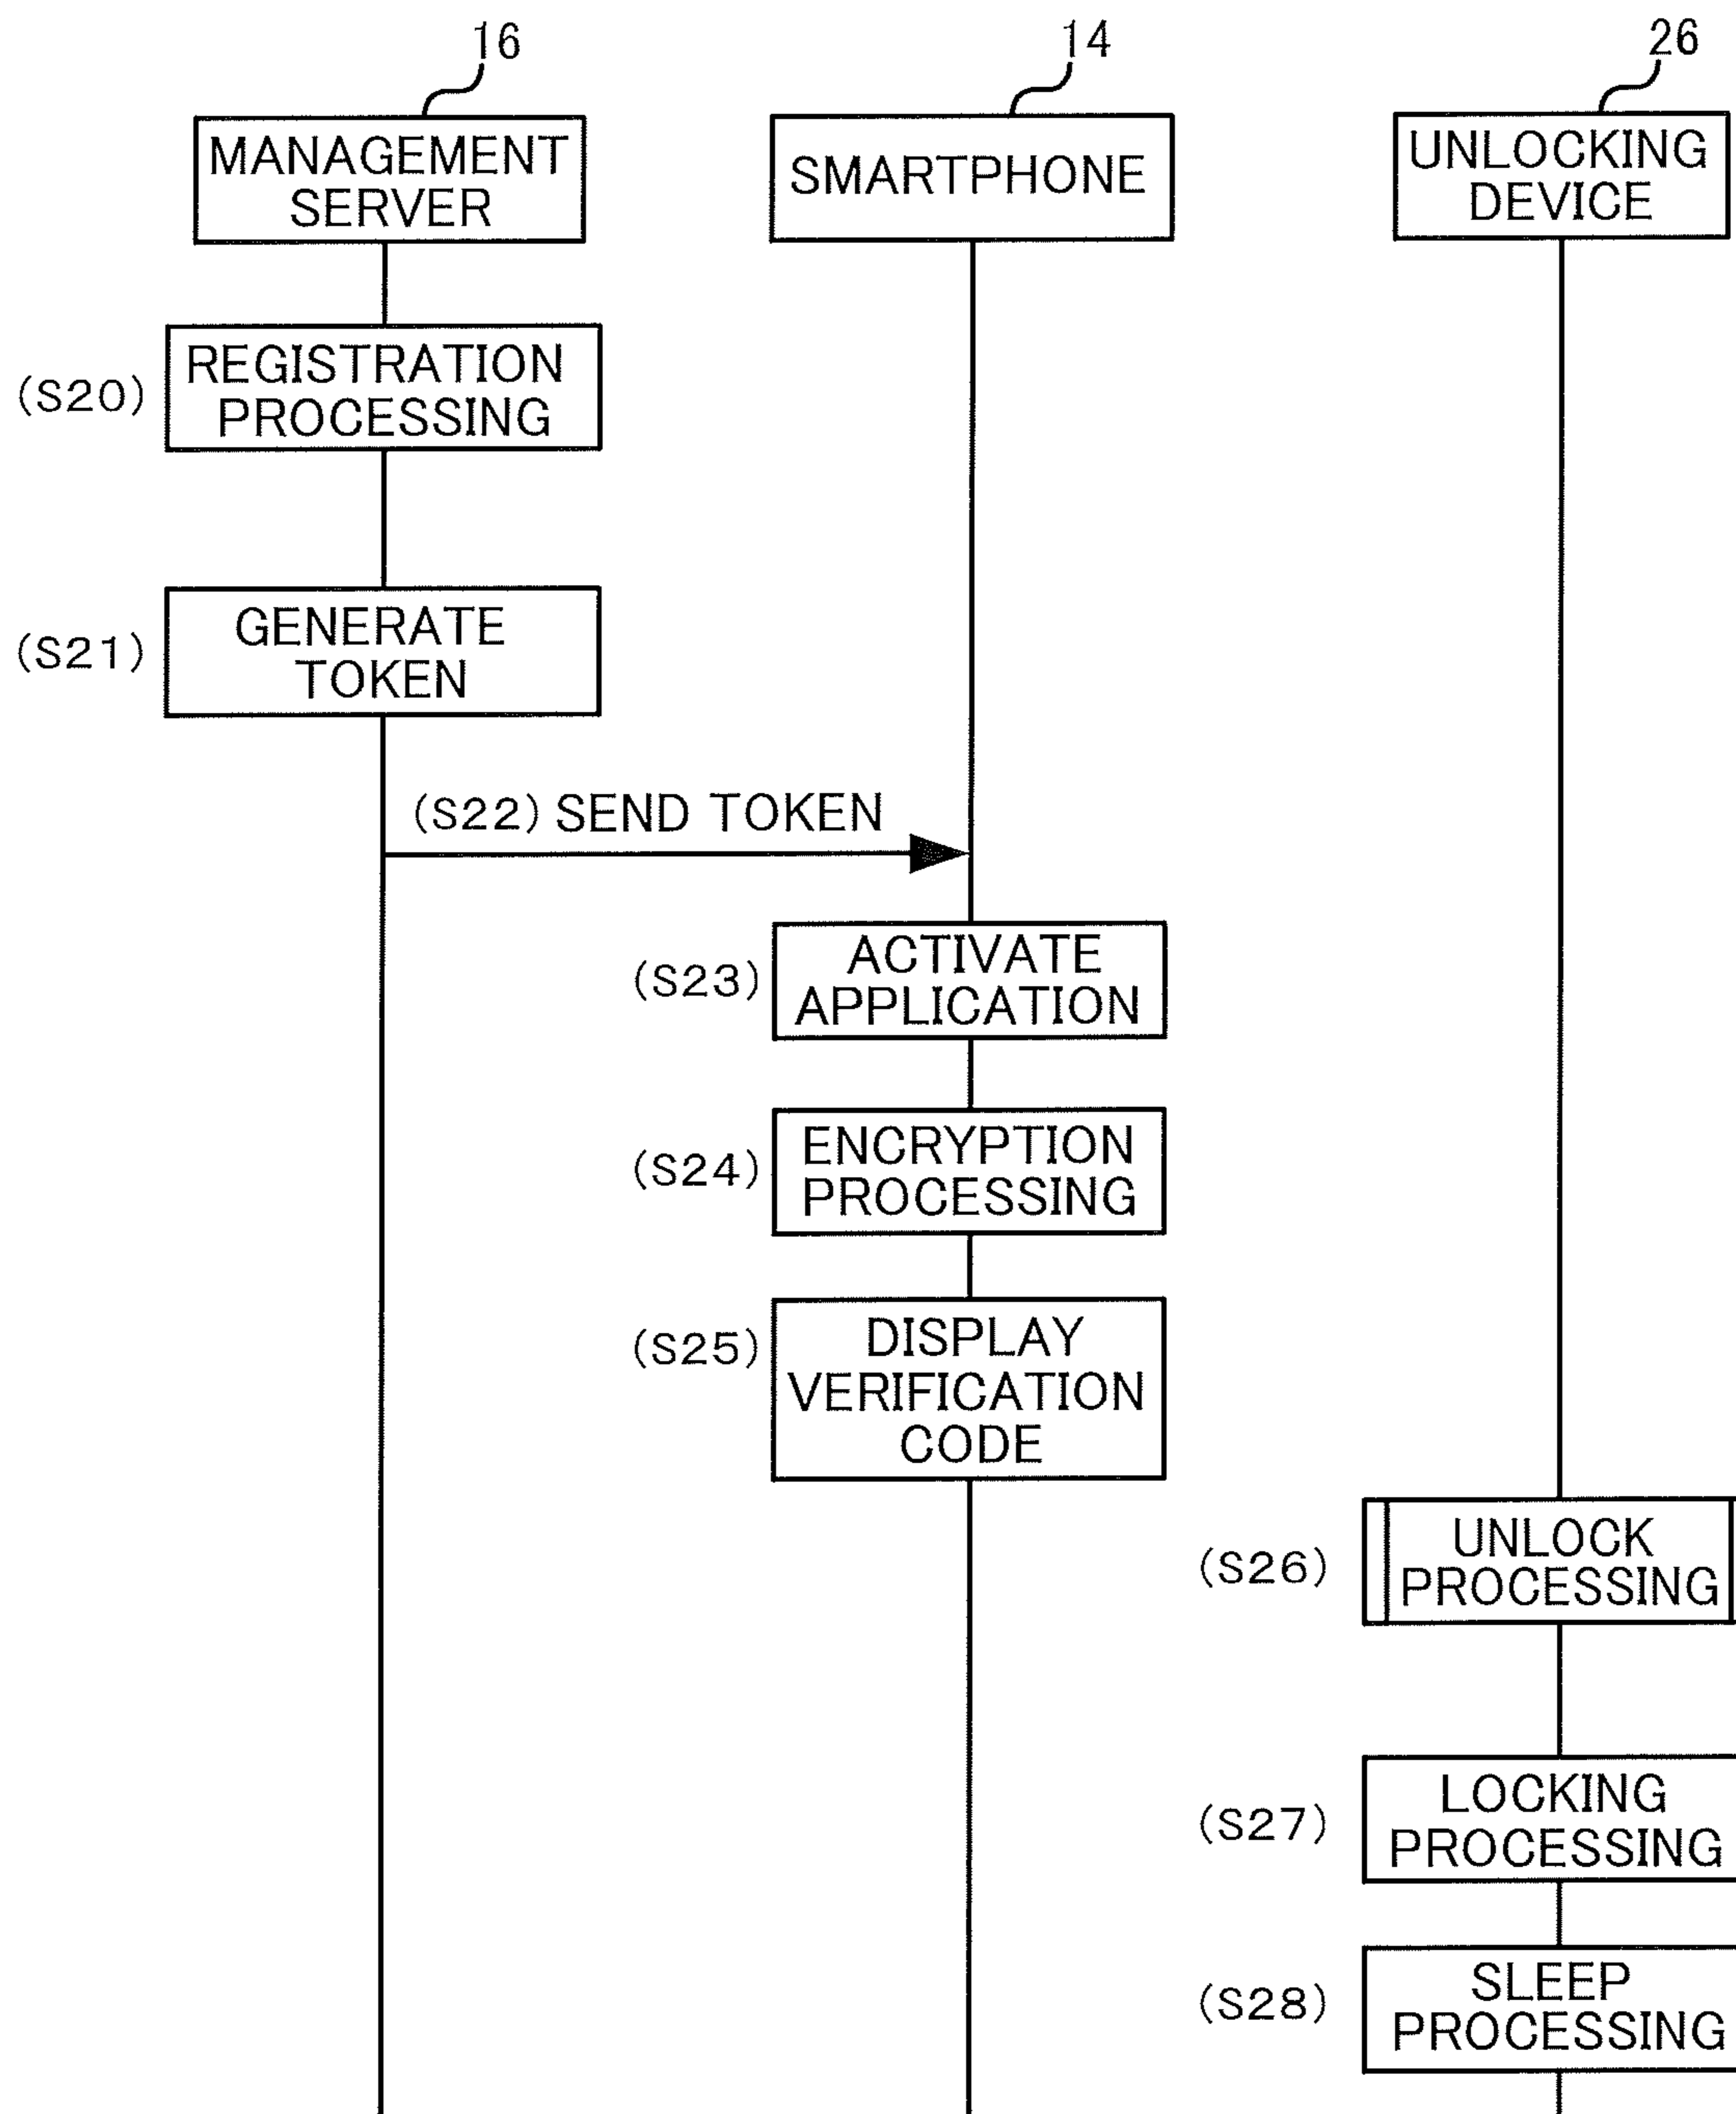 16
14
26
MANAGEMENT
SERVER
SMARTPHONE
UNLOCKING
DEVICE
(S20)
REGISTRATION
PROCESSING
(S21)
GENERATE
TOKEN
(S22) SEND TOKEN
(S23)
ACTIVATE
APPLICATION
(S24)
ENCRYPTION
PROCESSING
(S25)
DISPLAY
VERIFICATION
CODE
(S26)
UNLOCK
PROCESSING
(S27)
LOCKING
PROCESSING
(S28)
SLEEP
PROCESSING